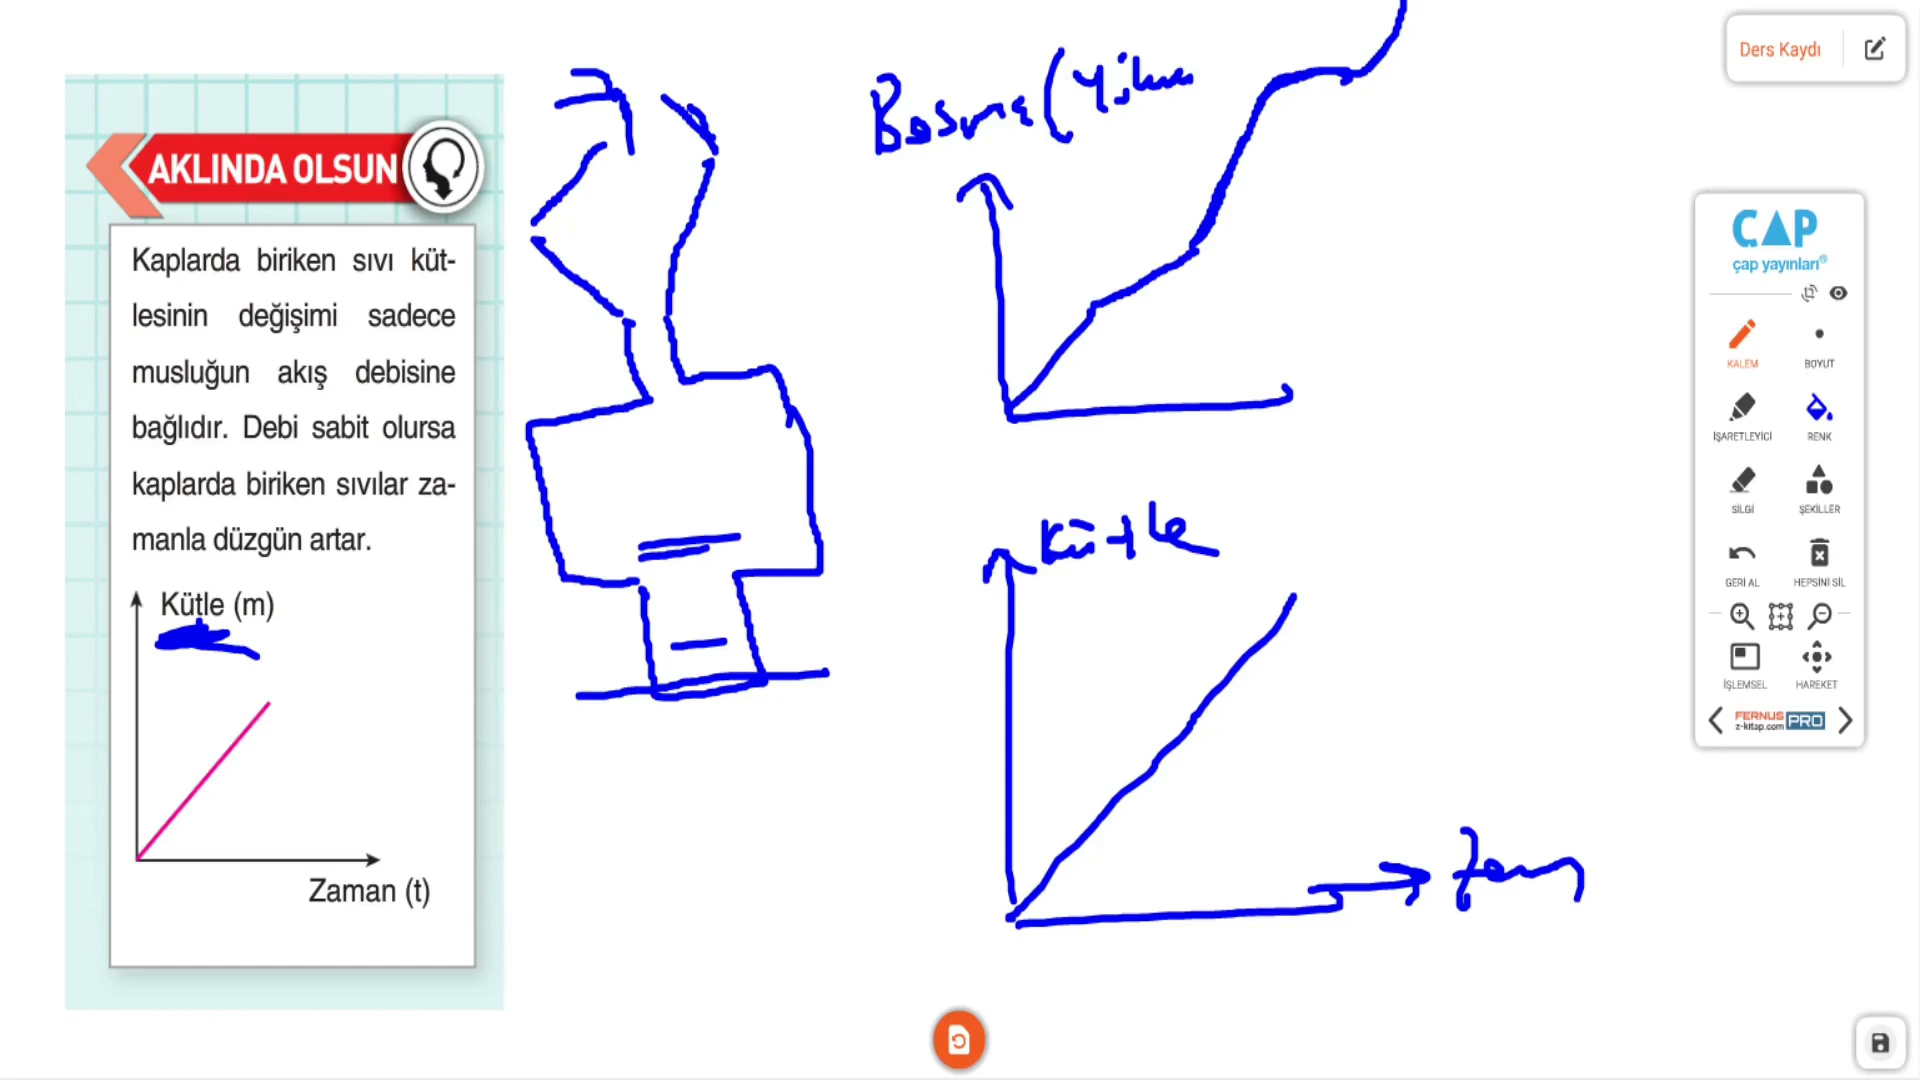 AKLINDA OLSUN
Kaplarda biriken sıvı küt-
lesinin değişimi sadece
musluğun akış debisine
bağlıdır. Debi sabit olursa
kaplarda biriken sıvılar za-
manla düzgün artar.
Kütle (m)
Zaman (t)
Kütle
Ders Kaydı
CAP
çap yayınları®
KALEM
BOYUT
İŞARETLEYİCİ
RENK
SİLGİ
ŞEKİLLER
GERİ AL
HEPSİNİ SİL
İŞLEMSEL
HAREKET
FERNUS
z-kitap.com PRO